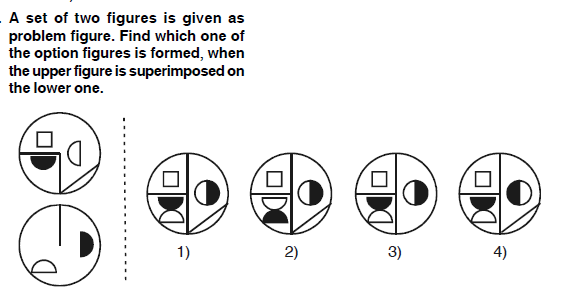 . A set of two figures is given as
problem figure. Find which one of
the option figures is formed, when
the upper figure is superimposed on
the lower one.
1)
2)
3)
4)